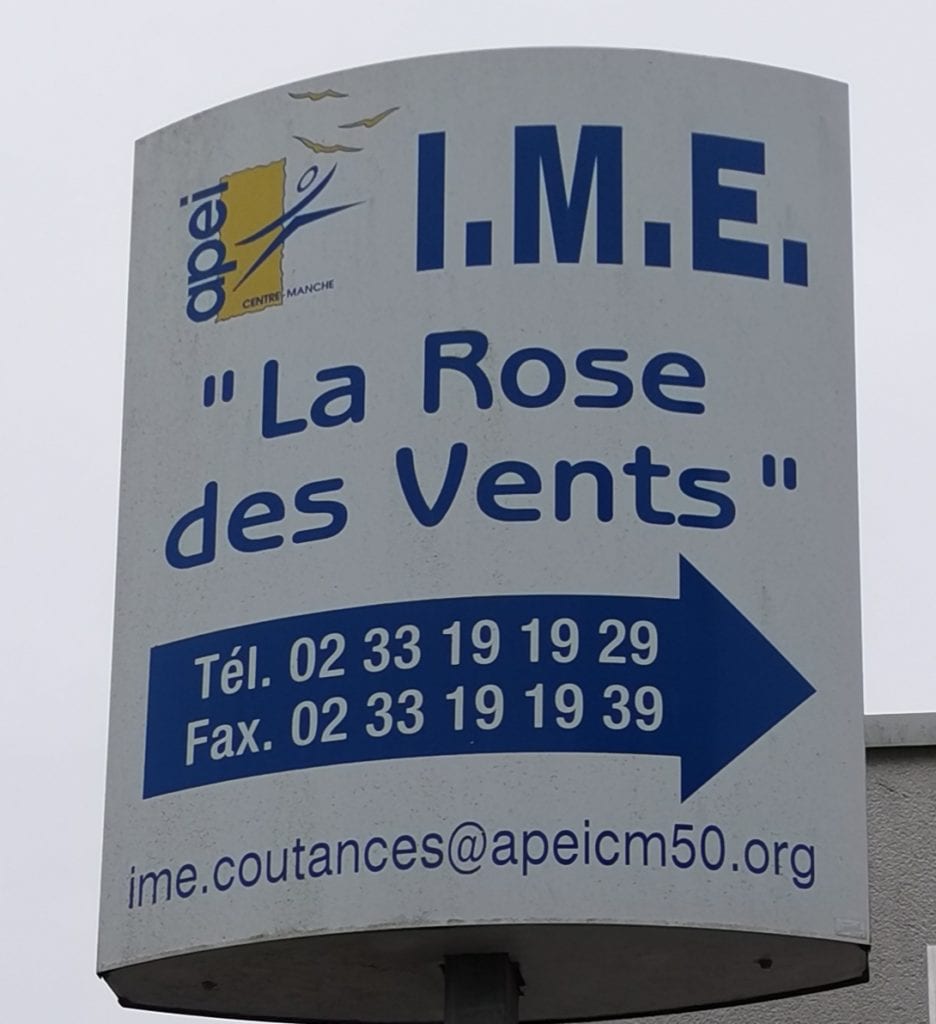 apei
CENTRE-MANCHE
I.M.E.
"La Rose
des Vents"
Tél. 02 33 19 19 29
Fax. 02 33 19 19 39
ime.coutances@apeicm50.org